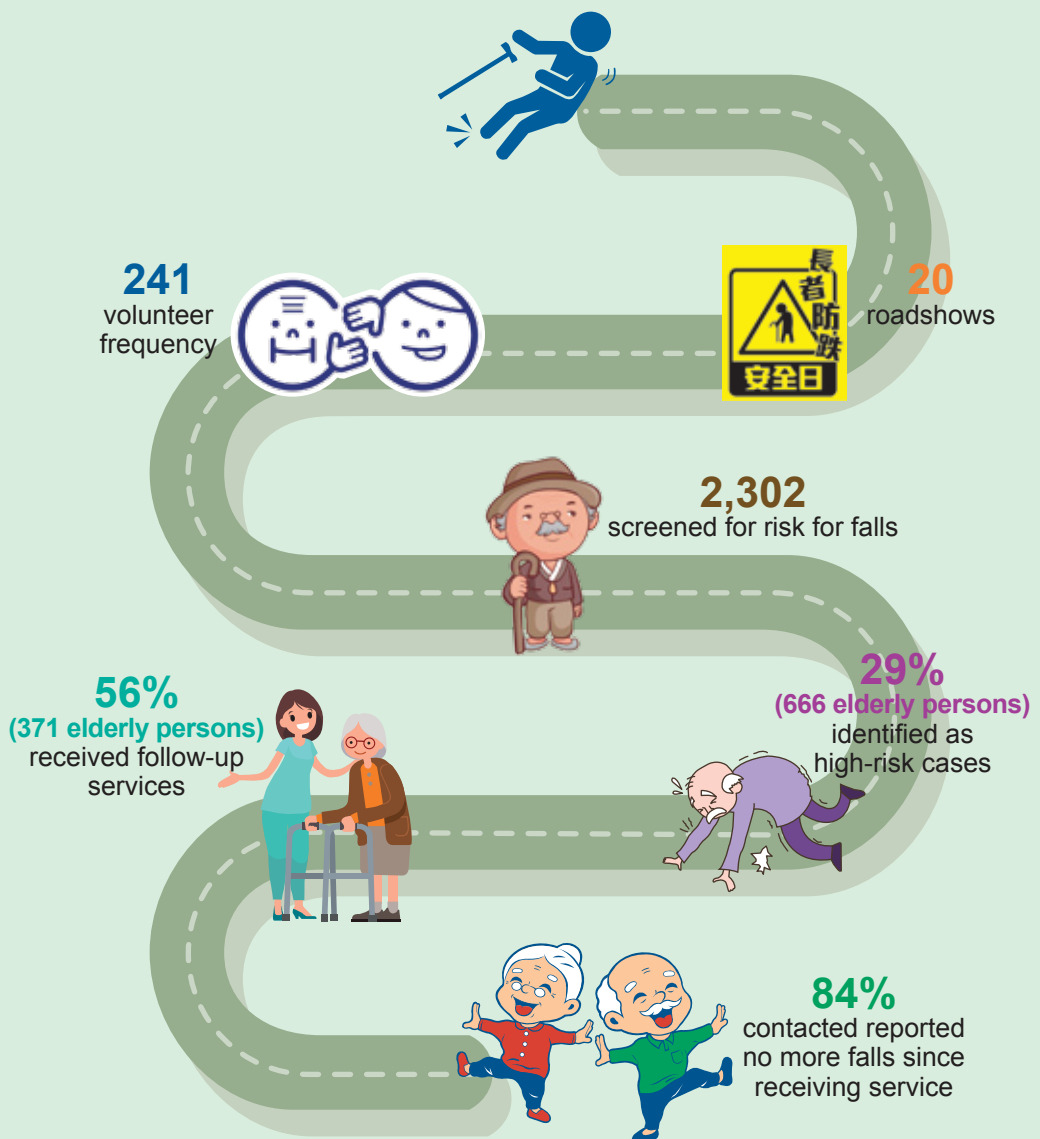 長者防跌
安全日
20
roadshows
241
volunteer
frequency
2,302
screened for risk for falls
29%
(666 elderly persons)
identified as
high-risk cases
56%
(371 elderly persons)
received follow-up
services
84%
contacted reported
no more falls since
receiving service